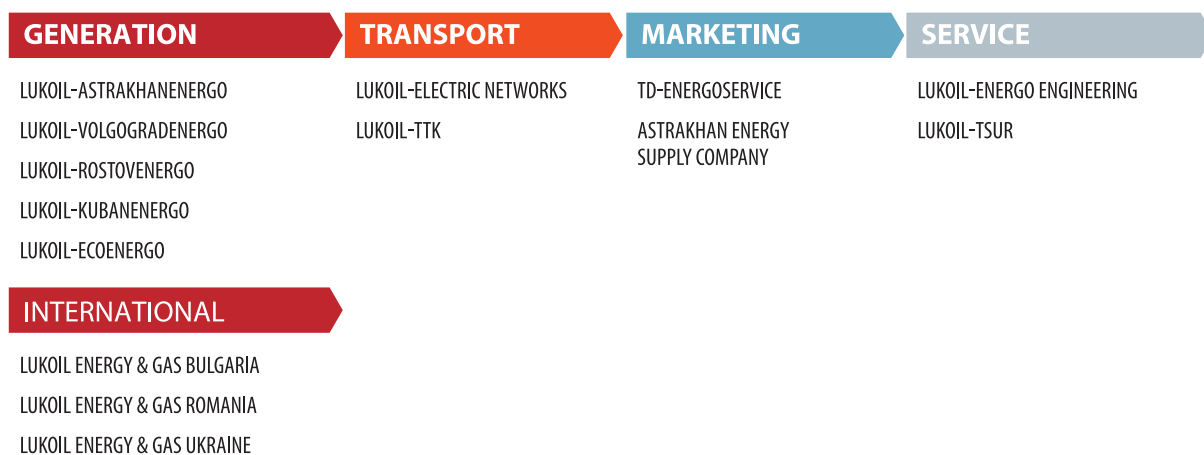 GENERATION
LUKOIL-ASTRAKHANENERGO
LUKOIL-VOLGOGRADENERGO
LUKOIL-ROSTOVENERGO
LUKOIL-KUBANENERGO
LUKOIL-ECOENERGO
INTERNATIONAL
LUKOIL ENERGY & GAS BULGARIA
LUKOIL ENERGY & GAS ROMANIA
LUKOIL ENERGY & GAS UKRAINE
TRANSPORT
LUKOIL-ELECTRIC NETWORKS
LUKOIL-TTK
MARKETING
TD-ENERGOSERVICE
ASTRAKHAN ENERGY
SUPPLY COMPANY
SERVICE
LUKOIL-ENERGO ENGINEERING
LUKOIL-TSUR